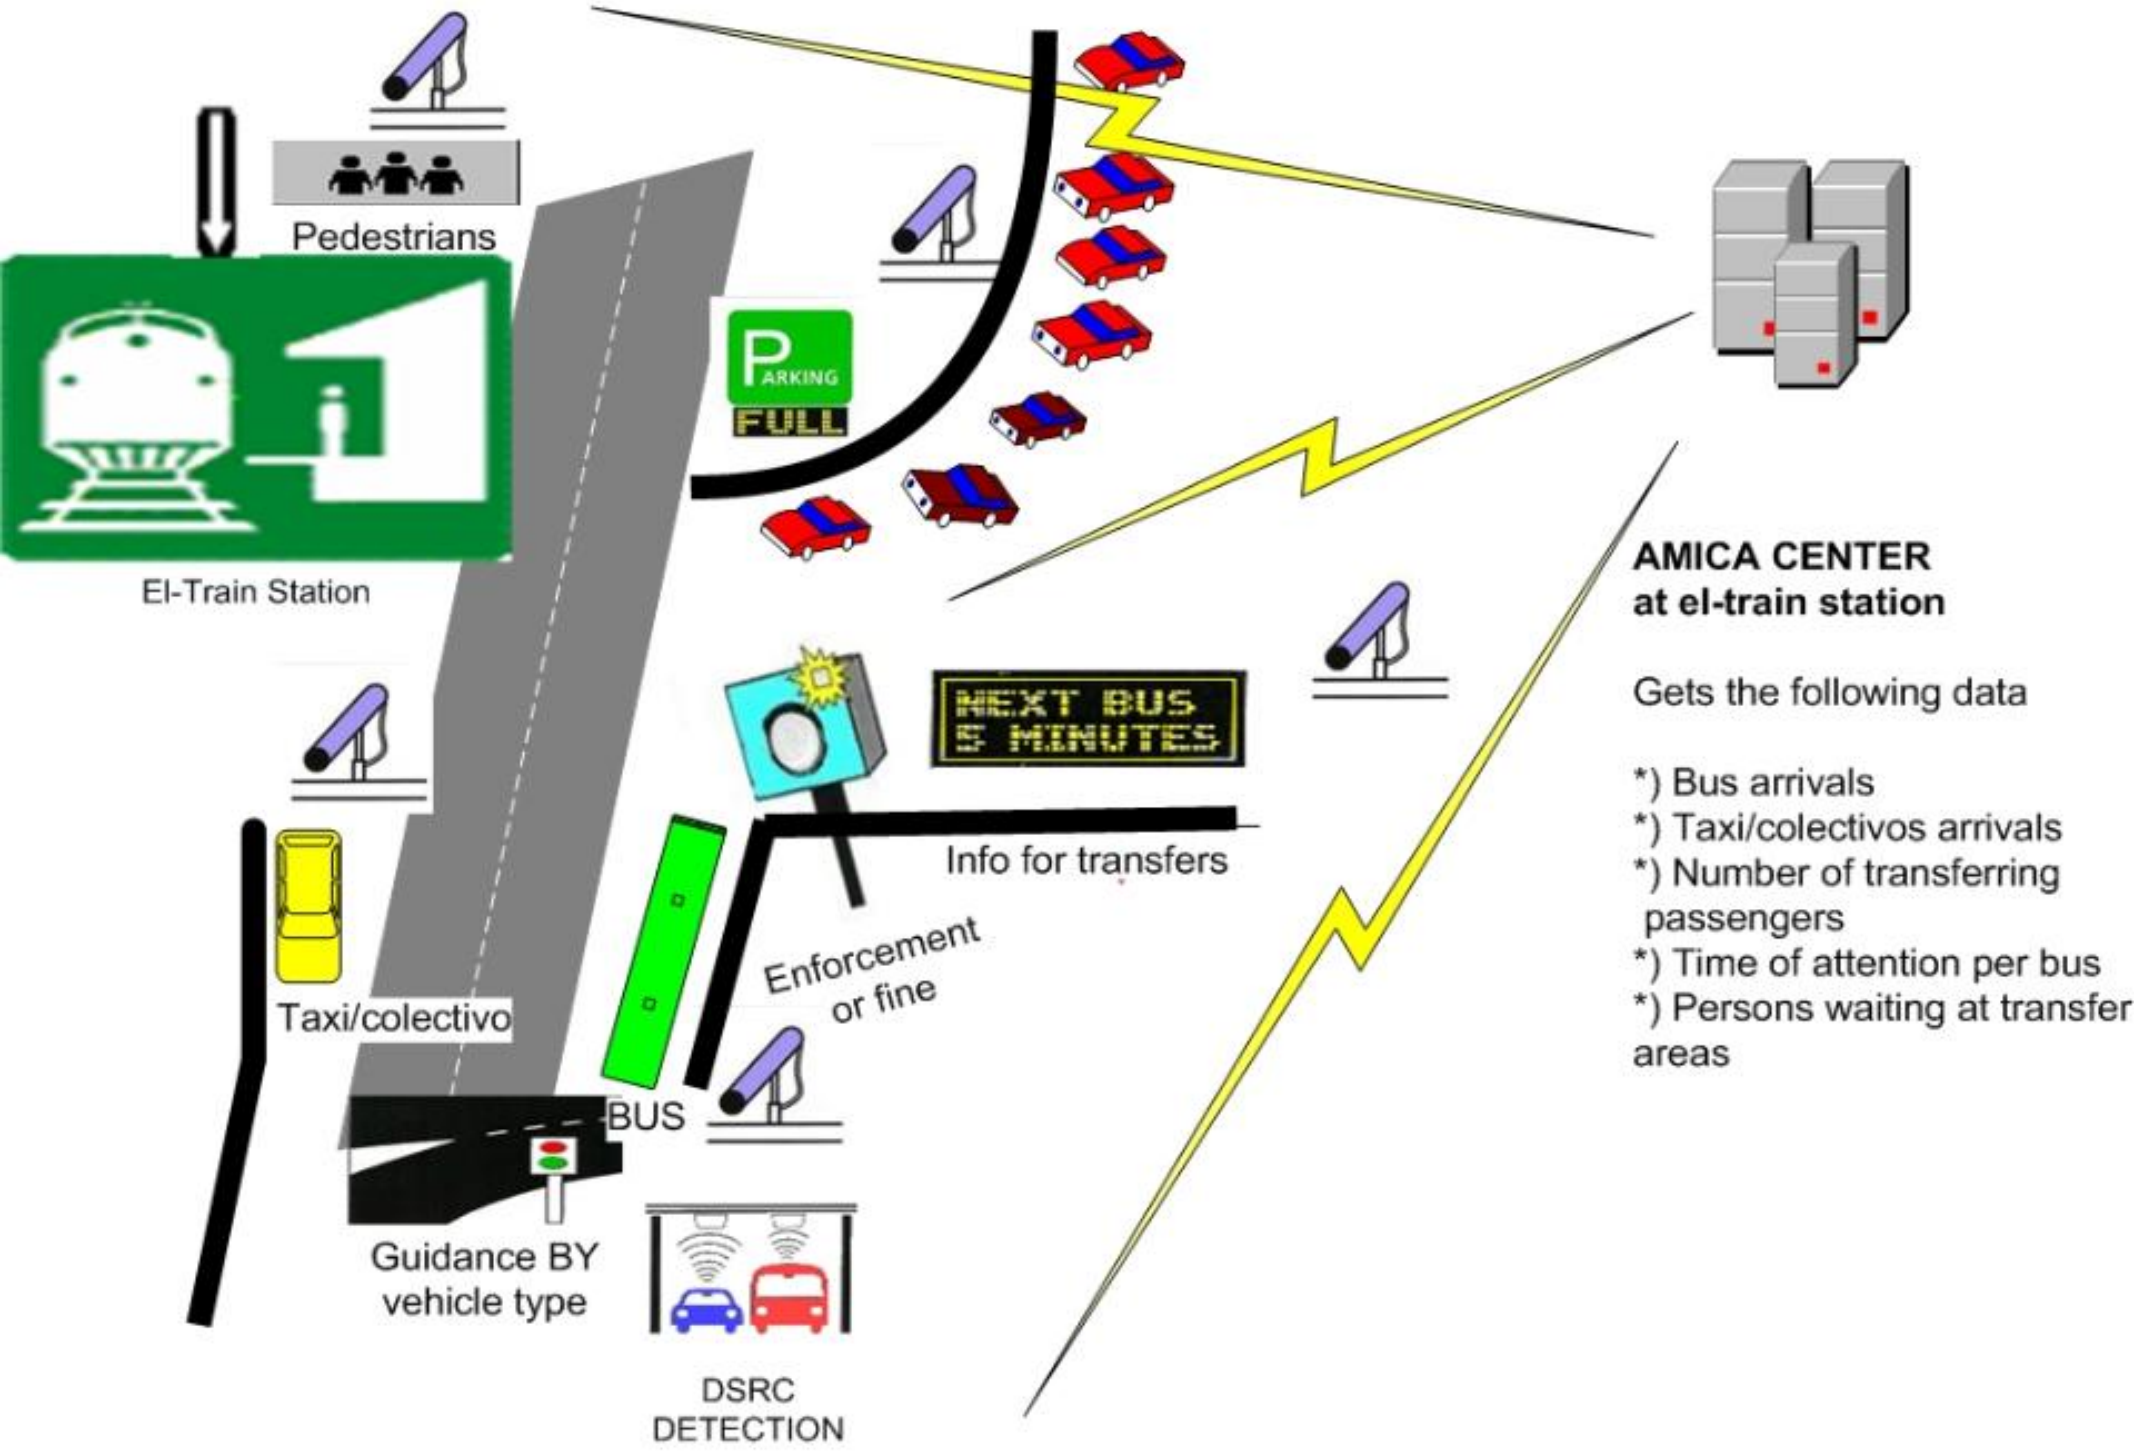 Pedestrians
PARKING
FULL
El-Train Station
NEXT BUS
5 MINUTES
Info for transfers
Enforcement
or fine
Taxi/colectivo
BUS
Guidance BY
vehicle type
DSRC
DETECTION
AMICA CENTER
at el-train station
Gets the following data
*) Bus arrivals
*) Taxi/colectivos arrivals
*) Number of transferring
passengers
*) Time of attention per bus
*) Persons waiting at transfer
areas